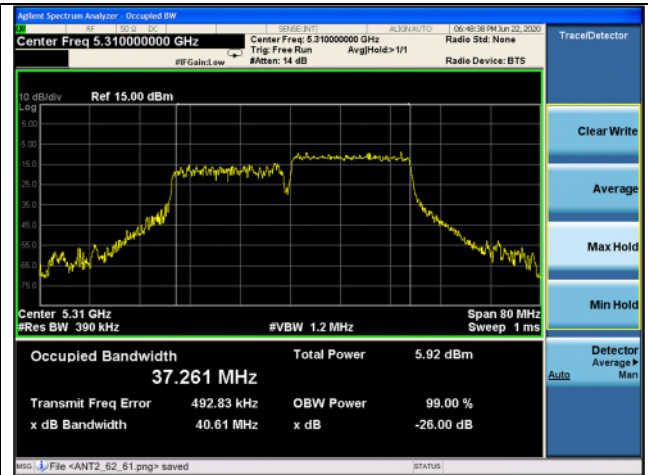 Agilent Spectrum Analyzer - Occupied BW
RF 50 Ω DC SENSE:INT ALIGN AUTO 06:48:38 PM Jun 22, 2020
Center Freq 5.310000000 GHz Center Freq: 5.310000000 GHz Radio Std: None Trace/Detector
Trig: Free Run Avg|Hold:>1/1
#IFGain:Low #Atten: 14 dB Radio Device: BTS
10 dB/div Ref 15.00 dBm
Log
5.00
-5.00
-15.0
-25.0
-35.0
-45.0
-55.0
-65.0
-75.0
Clear Write
Average
Max Hold
Min Hold
Center 5.31 GHz Span 80 MHz
#Res BW 390 kHz #VBW 1.2 MHz Sweep 1 ms
Occupied Bandwidth Total Power 5.92 dBm
37.261 MHz
Transmit Freq Error 492.83 kHz OBW Power 99.00 %
x dB Bandwidth 40.61 MHz x dB -26.00 dB
Detector
Average▶
Auto Man
MSG File <ANT2_62_61.png> saved STATUS